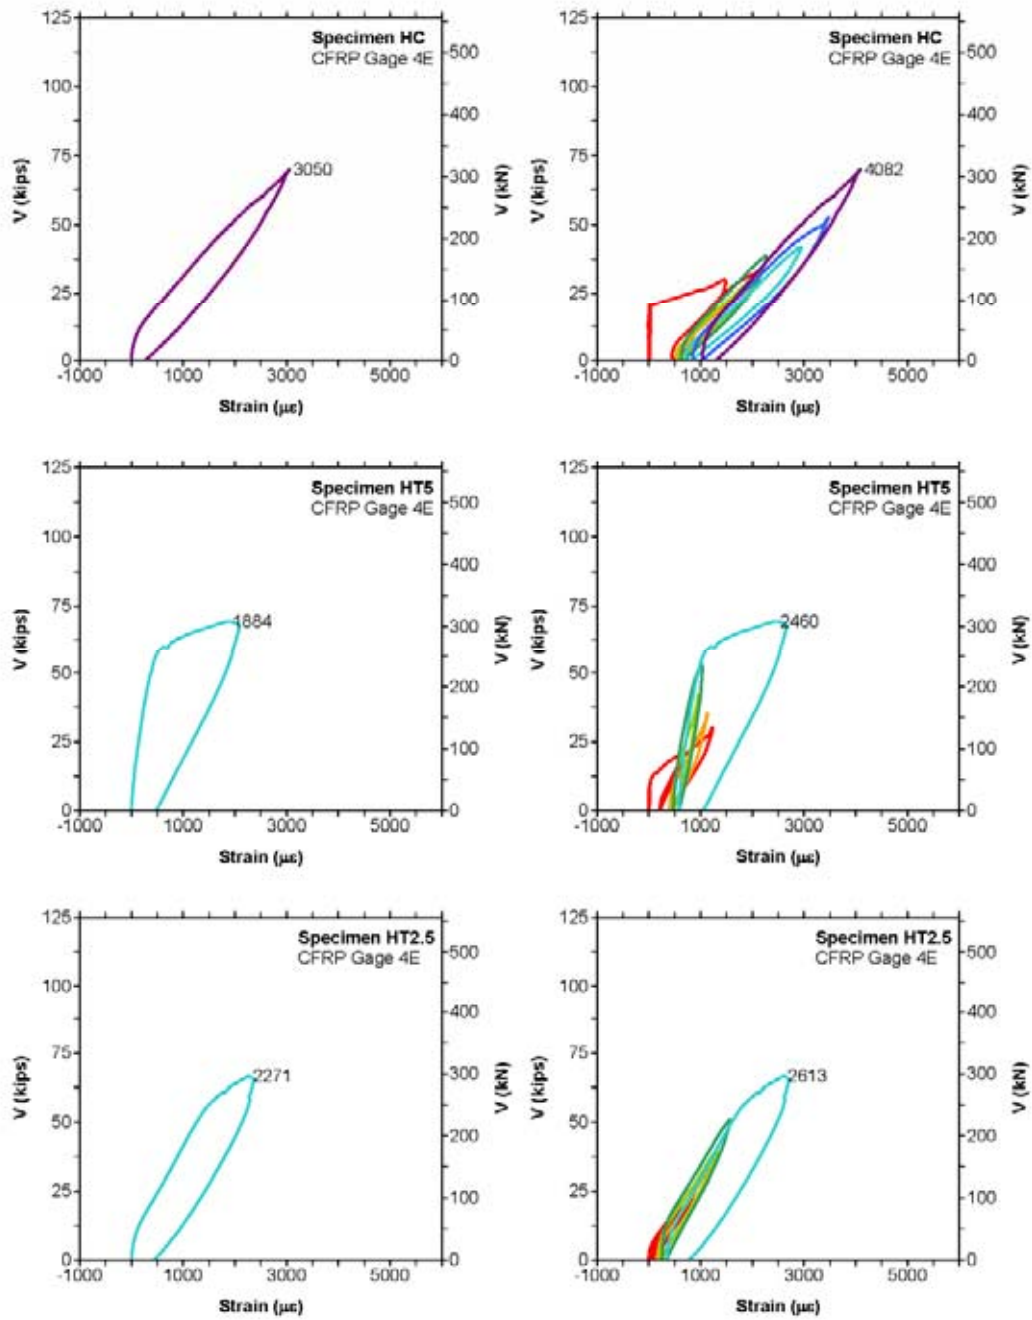 125
100
75
50
25
0
-1000 1000 3000 5000
500
400
300
200
100
0
V (kips)
V (kN)
Strain (με)
Specimen HC
CFRP Gage 4E
3050
125
100
75
50
25
0
-1000 1000 3000 5000
500
400
300
200
100
0
V (kips)
V (kN)
Strain (με)
Specimen HC
CFRP Gage 4E
4082
125
100
75
50
25
0
-1000 1000 3000 5000
500
400
300
200
100
0
V (kips)
V (kN)
Strain (με)
Specimen HT5
CFRP Gage 4E
1884
125
100
75
50
25
0
-1000 1000 3000 5000
500
400
300
200
100
0
V (kips)
V (kN)
Strain (με)
Specimen HT5
CFRP Gage 4E
2460
125
100
75
50
25
0
-1000 1000 3000 5000
500
400
300
200
100
0
V (kips)
V (kN)
Strain (με)
Specimen HT2.5
CFRP Gage 4E
2271
125
100
75
50
25
0
-1000 1000 3000 5000
500
400
300
200
100
0
V (kips)
V (kN)
Strain (με)
Specimen HT2.5
CFRP Gage 4E
2613